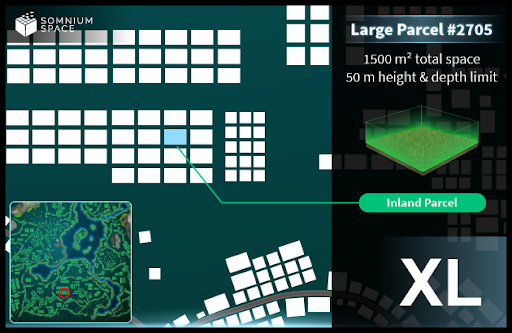 SOMNIUM
SPACE
Large Parcel #2705
1500 m² total space
50 m height & depth limit
Inland Parcel
XL